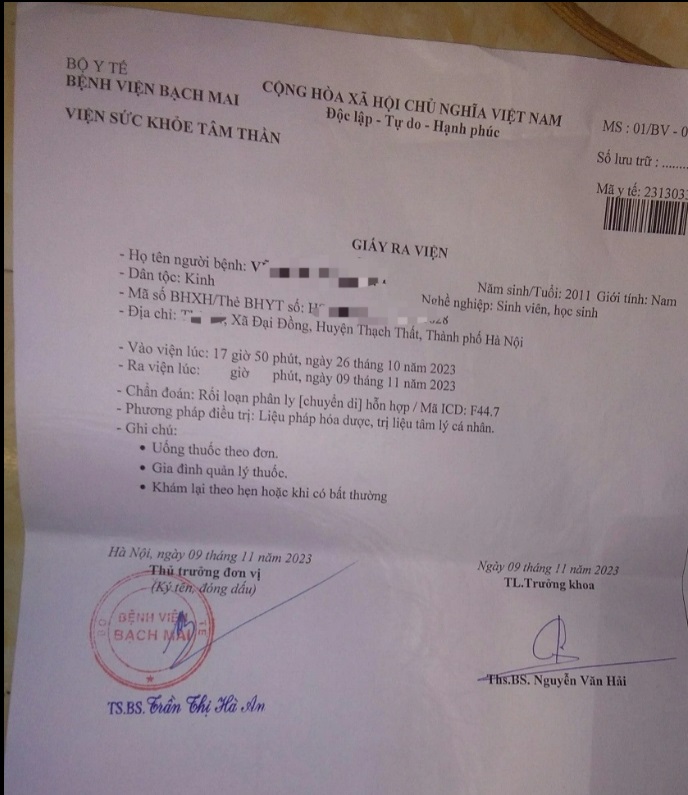 BỘ Y TẾ
BỆNH VIỆN BẠCH MAI
VIỆN SỨC KHỎE TÂM THẦN
CỘNG HÒA XÃ HỘI CHỦ NGHĨA VIỆT NAM
Độc lập - Tự do - Hạnh phúc
MS : 01/BV - 0
Số lưu trữ : .......
Mã y tế: 2313033
GIẤY RA VIỆN
- Họ tên người bệnh: V
Năm sinh/Tuổi: 2011 Giới tính: Nam
- Dân tộc: Kinh
Nghề nghiệp: Sinh viên, học sinh
- Mã số BHXH/Thẻ BHYT số: H
- Địa chỉ: , Xã Đại Đồng, Huyện Thạch Thất, Thành phố Hà Nội
- Vào viện lúc: 17 giờ 50 phút, ngày 26 tháng 10 năm 2023
- Ra viện lúc: giờ phút, ngày 09 tháng 11 năm 2023
- Chẩn đoán: Rối loạn phân ly [chuyển di] hỗn hợp / Mã ICD: F44.7
- Phương pháp điều trị: Liệu pháp hóa dược, trị liệu tâm lý cá nhân.
- Ghi chú:
• Uống thuốc theo đơn.
• Gia đình quản lý thuốc.
• Khám lại theo hẹn hoặc khi có bất thường
Hà Nội, ngày 09 tháng 11 năm 2023
Thủ trưởng đơn vị
(Ký tên, đóng dấu)
BỘ Y TẾ
BỆNH VIỆN
BẠCH MAI
TS.BS. Trần Thị Hà An
Ngày 09 tháng 11 năm 2023
TL.Trưởng khoa
Ths.BS. Nguyễn Văn Hải